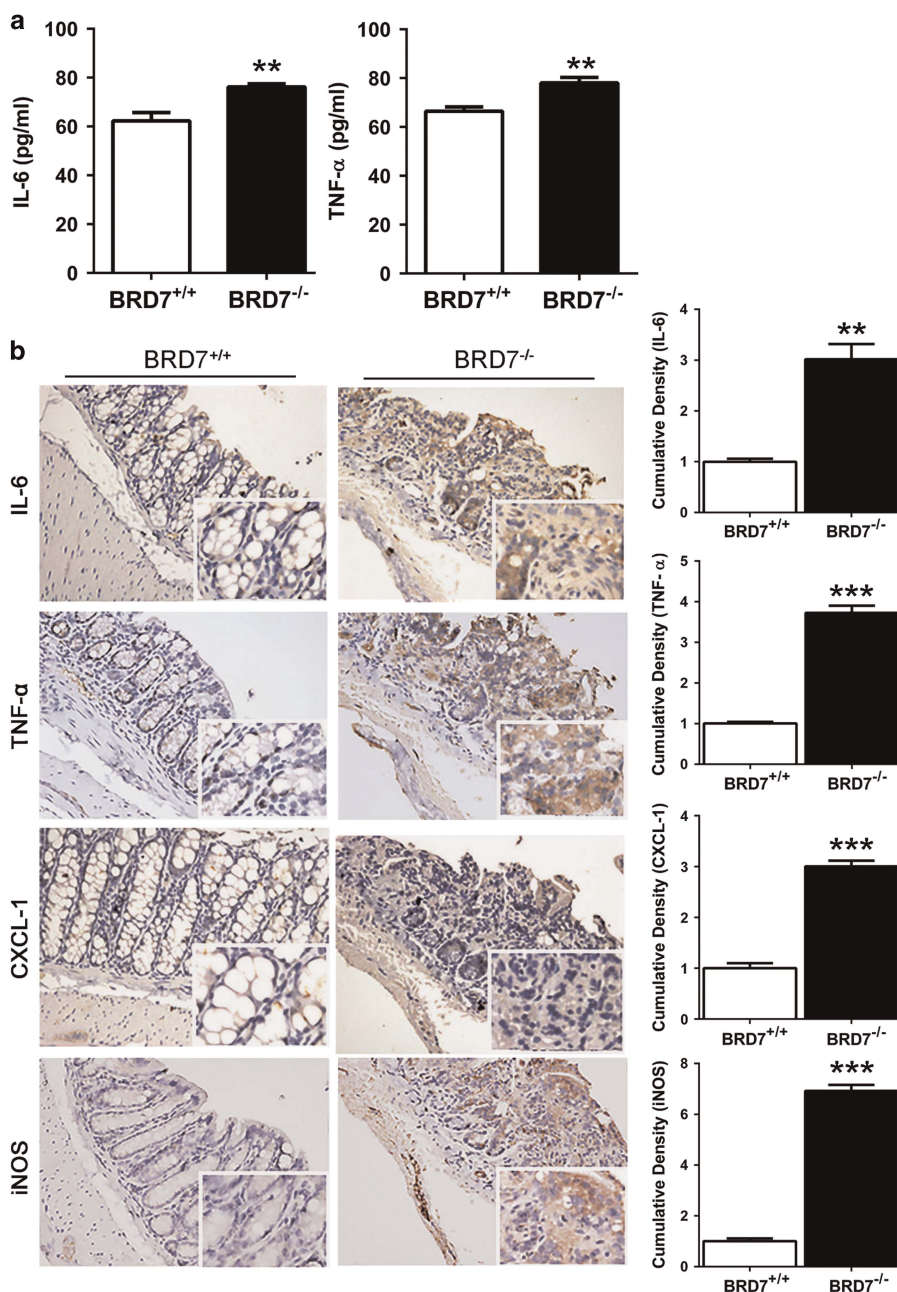 a
IL-6 (pg/ml)
100
80
60
40
20
0
**
BRD7+/+
BRD7-/-
TNF-α (pg/ml)
100
80
60
40
20
0
**
BRD7+/+
BRD7-/-
b
BRD7+/+
BRD7-/-
IL-6
TNF-α
CXCL-1
iNOS
Cumulative Density (IL-6)
4
3
2
1
0
**
BRD7+/+
BRD7-/-
Cumulative Density (TNF- α)
5
4
3
2
1
0
***
BRD7+/+
BRD7-/-
Cumulative Density (CXCL-1)
4
3
2
1
0
***
BRD7+/+
BRD7-/-
Cumulative Density (iNOS)
8
6
4
2
0
***
BRD7+/+
BRD7-/-